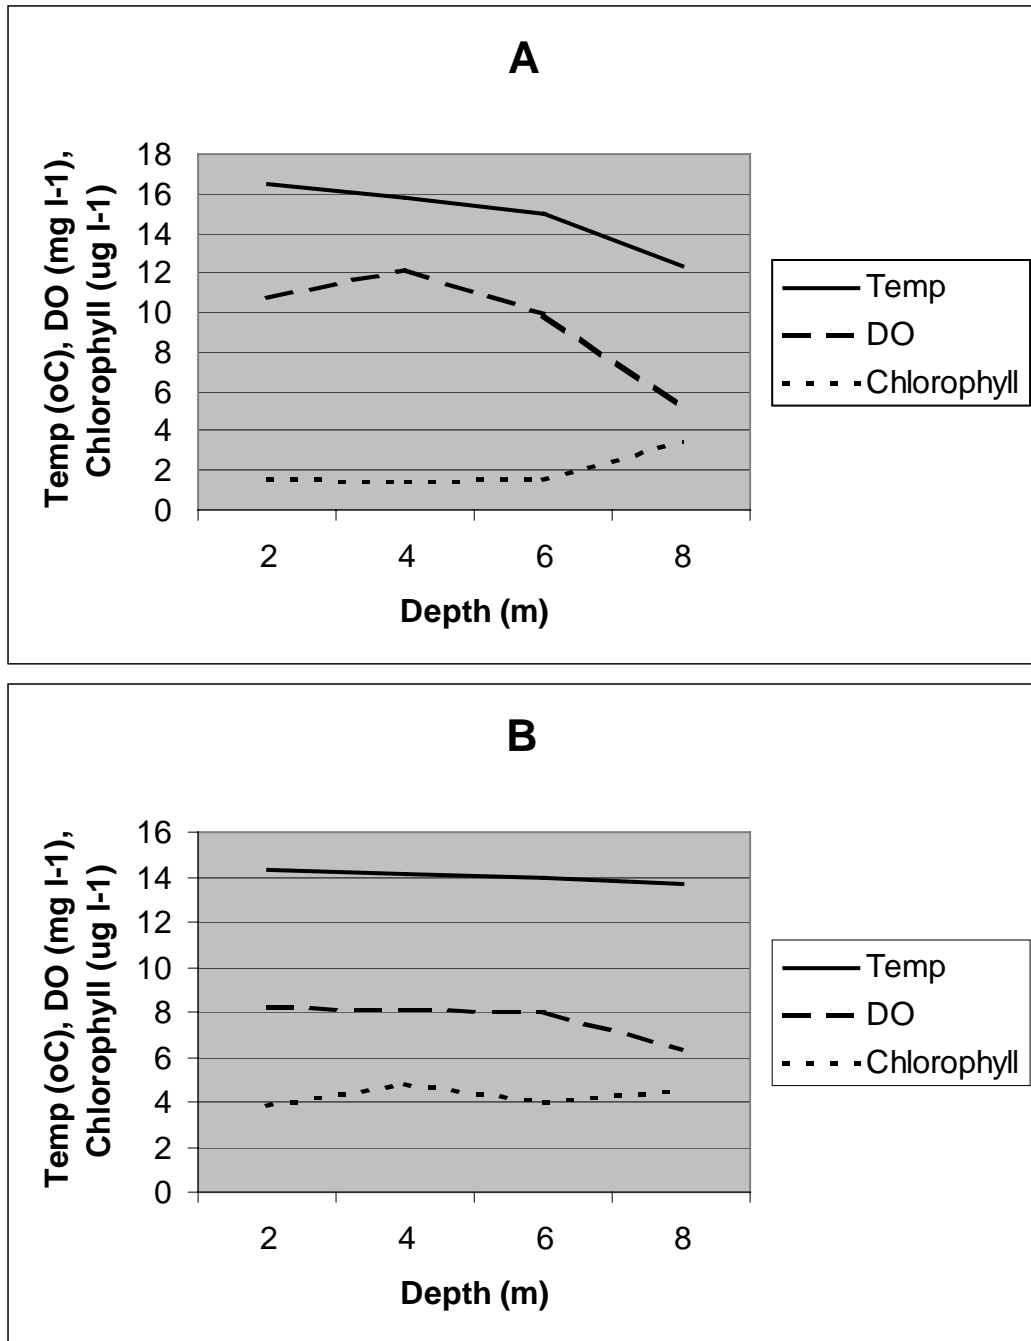 A
Temp (oC), DO (mg l-1),
Chlorophyll (ug l-1)
18
16
14
12
10
8
6
4
2
0
2 4 6 8
Depth (m)
Temp
DO
Chlorophyll
B
Temp (oC), DO (mg l-1),
Chlorophyll (ug l-1)
16
14
12
10
8
6
4
2
0
2 4 6 8
Depth (m)
Temp
DO
Chlorophyll